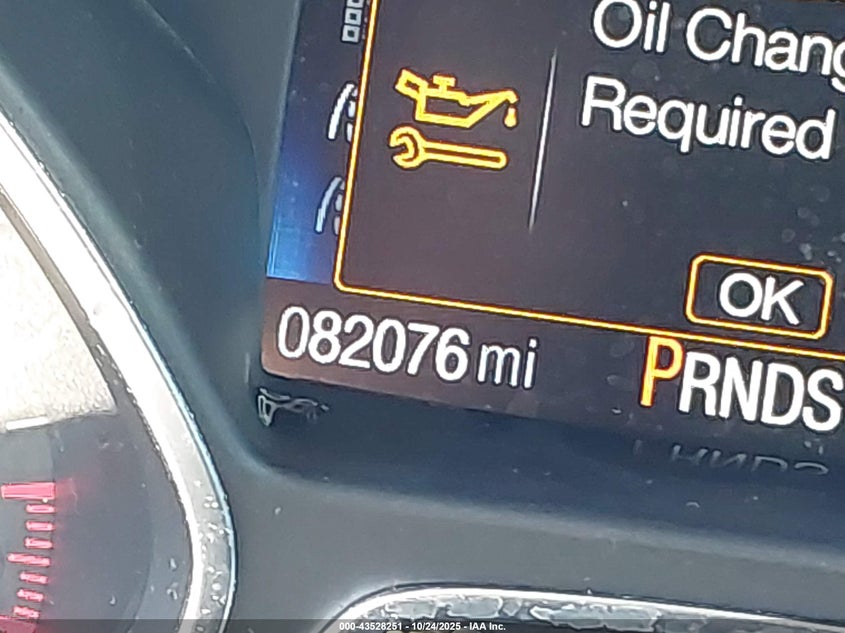 Oil Chang
Required
OK
082076 mi
PRNDS
000-43528251 - 10/24/2025 - IAA Inc.